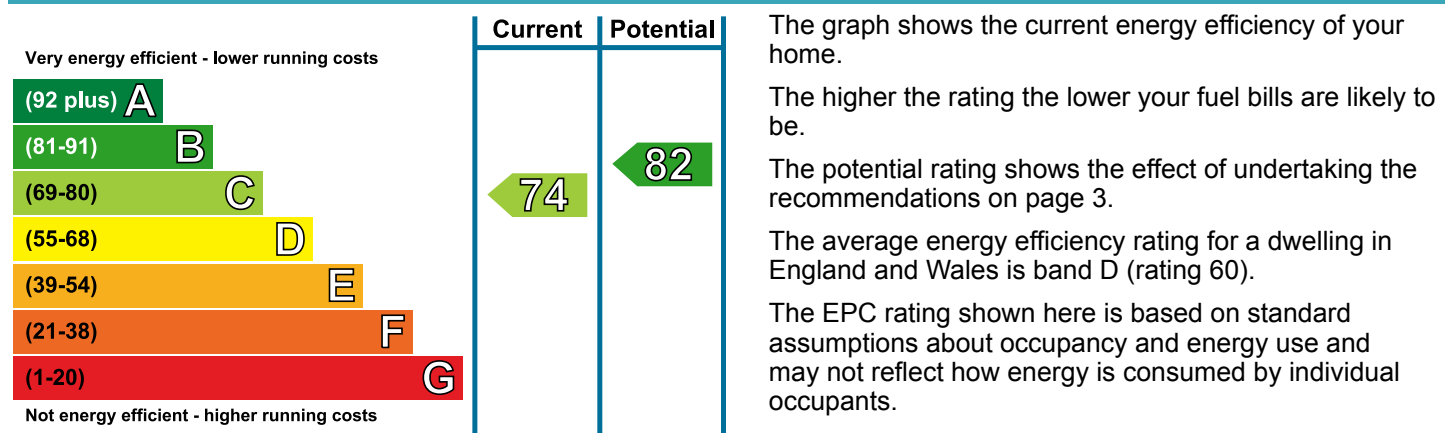 Current Potential
Very energy efficient - lower running costs
(92 plus) A
(81-91) B
(69-80) C
(55-68) D
(39-54) E
(21-38) F
(1-20) G
Not energy efficient - higher running costs
74
82
The graph shows the current energy efficiency of your
home.
The higher the rating the lower your fuel bills are likely to
be.
The potential rating shows the effect of undertaking the
recommendations on page 3.
The average energy efficiency rating for a dwelling in
England and Wales is band D (rating 60).
The EPC rating shown here is based on standard
assumptions about occupancy and energy use and
may not reflect how energy is consumed by individual
occupants.